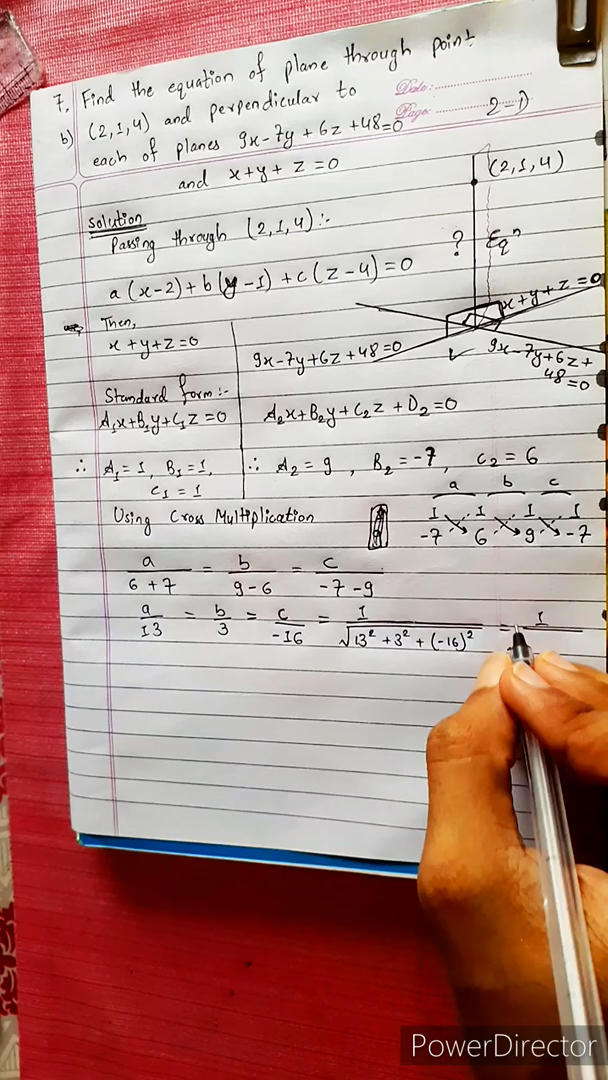 7. Find the equation of plane through point
b) (2,1,4) and perpendicular to
Date:
each of planes 9x-7y+6z+48=0
Page:
2-1)
and x+y+z=0
(2,1,4)
Solution
Passing through (2,1,4):-
? Eqⁿ
a(x-2)+b(y-1)+c(z-4)=0
x+y+z=0
Then,
x+y+z=0
9x-7y+6z+48=0
✓ 9x-7y+6z+
48=0
Standard form:-
A₁x+B₁y+C₁z=0
A₂x+B₂y+C₂z+D₂=0
∴ A₁=1, B₁=1,
C₁=1
∴ A₂=9, B₂=-7, C₂=6
a b c
Using Cross Multiplication
1 1 1 1
-7 6 9 -7
a/6+7 = b/9-6 = c/-7-9
a/13 = b/3 = c/-16 = 1/√13²+3²+(-16)² = 1
PowerDirector